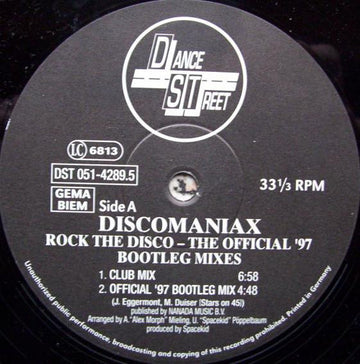 DANCE
STREET
LC 6813
DST 051-4289.5
GEMA
BIEM
Side A
33 1/3 RPM
DISCOMANIAX
ROCK THE DISCO – THE OFFICIAL '97
BOOTLEG MIXES
1. CLUB MIX 6:58
2. OFFICIAL '97 BOOTLEG MIX 4:48
(J. Eggermont, M. Duiser [Stars on 45])
published by NANADA MUSIC B.V.
Arranged by A. "Alex Morph" Mieling, U. "Spacekid" Pöppelbaum
produced by Spacekid
Unauthorized public performance, broadcasting and copying of this recording prohibited. Printed in Germany